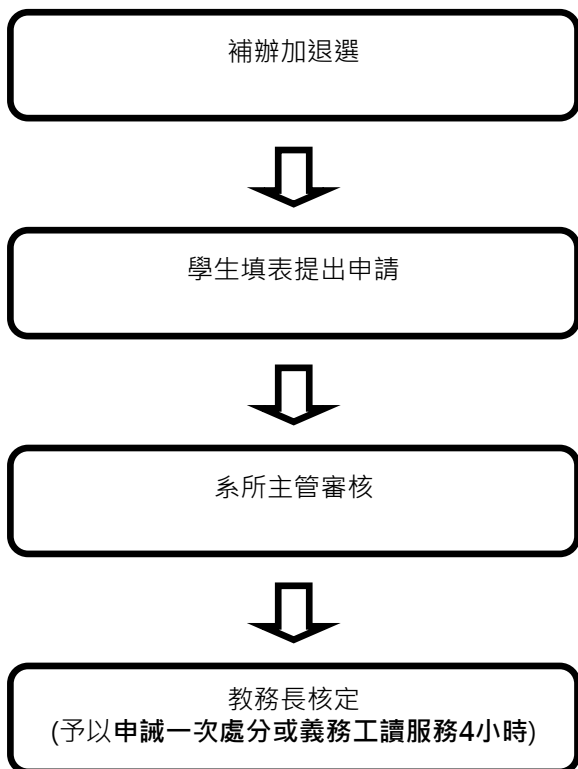 補辦加退選
學生填表提出申請
系所主管審核
教務長核定
(予以申誡一次處分或義務工讀服務4小時)